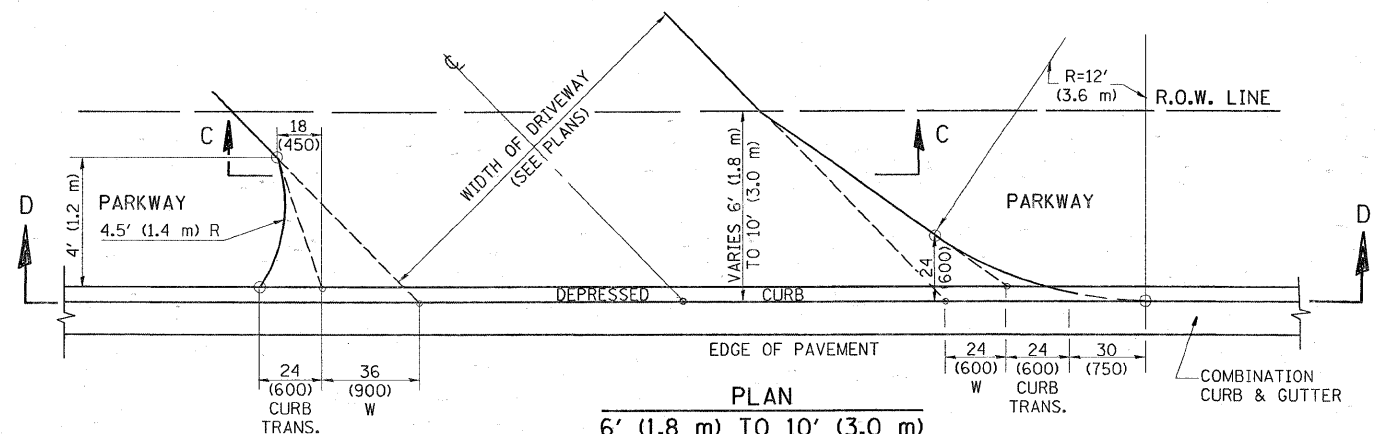 R=12'
(3.6 m)
R.O.W. LINE
C
18
(450)
WIDTH OF DRIVEWAY
(SEE PLANS)
VARIES 6' (1.8 m)
TO 10' (3.0 m)
C
4' (1.2 m)
PARKWAY
4.5' (1.4 m) R
PARKWAY
D
D
24
600)
DEPRESSED CURB
EDGE OF PAVEMENT
24
(600)
CURB
TRANS.
36
(900)
W
24
(600)
W
24
(600)
CURB
TRANS.
30
(750)
COMBINATION
CURB & GUTTER
PLAN
6' (1.8 m) TO 10' (3.0 m)